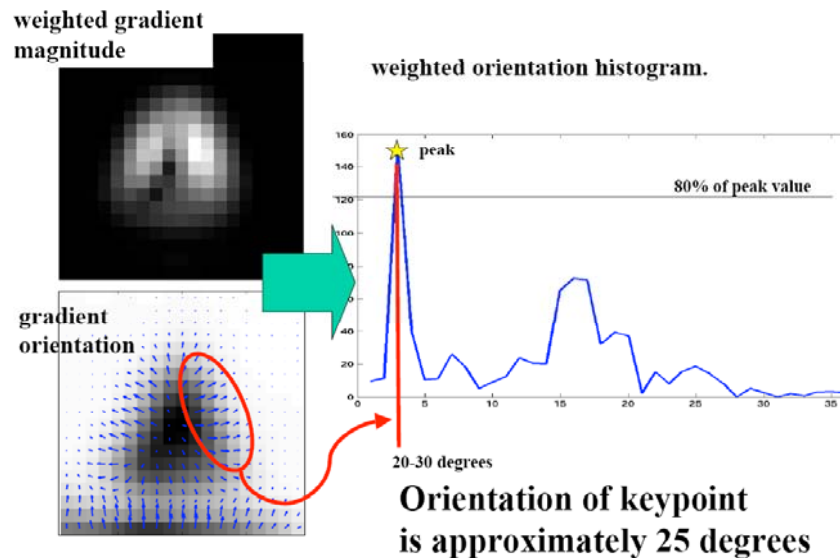 weighted gradient
magnitude
weighted orientation histogram.
160
140
120
100
80
60
40
20
0
0
5
10
15
20
25
30
35
peak
80% of peak value
gradient
orientation
20-30 degrees
Orientation of keypoint
is approximately 25 degrees